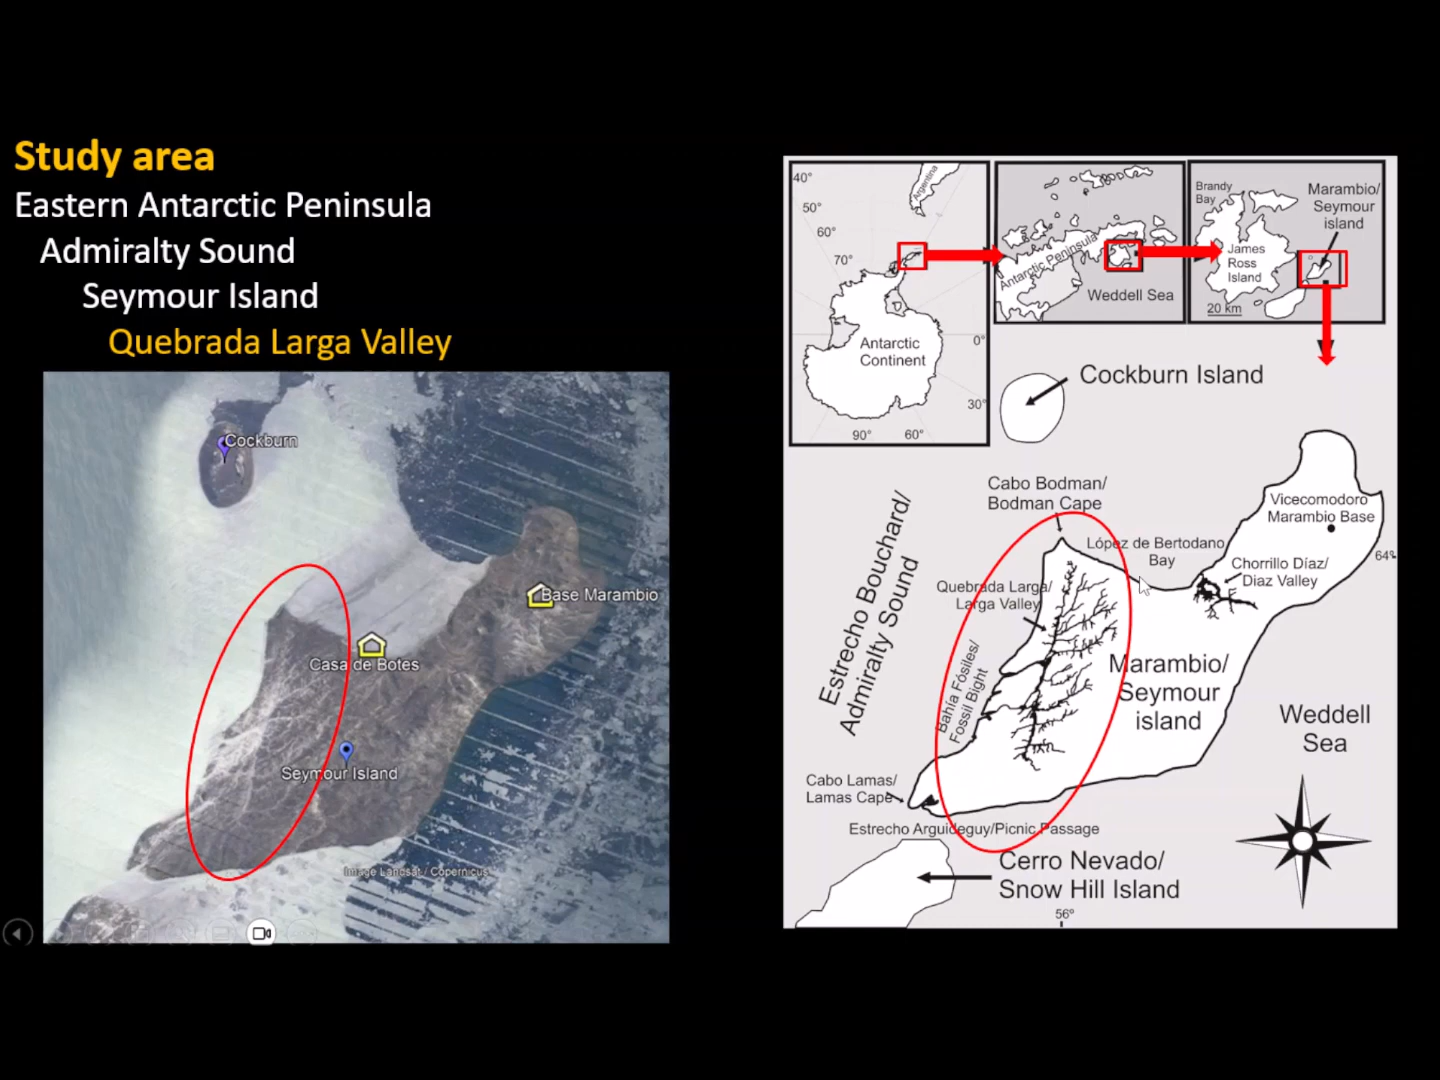 Study area
Eastern Antarctic Peninsula
Admiralty Sound
Seymour Island
Quebrada Larga Valley
Cockburn
Base Marambio
Casa de Botes
Seymour Island
Image Landsat / Copernicus
40°
50°
60°
70°
Argentina
Antarctic
Continent
0°
30°
90°
60°
Antarctic Peninsula
Weddell Sea
Brandy
Bay
Marambio/
Seymour
island
James
Ross
Island
20 km
Cockburn Island
Cabo Bodman/
Bodman Cape
Vicecomodoro
Marambio Base
López de Bertodano
Bay
64°
Chorrillo Díaz/
Diaz Valley
Estrecho Bouchard/
Admiralty Sound
Quebrada Larga/
Larga Valley
Bahía Fósiles/
Fossil Bight
Marambio/
Seymour
island
Weddell
Sea
Cabo Lamas/
Lamas Cape
Estrecho Arguideguy/Picnic Passage
Cerro Nevado/
Snow Hill Island
56°